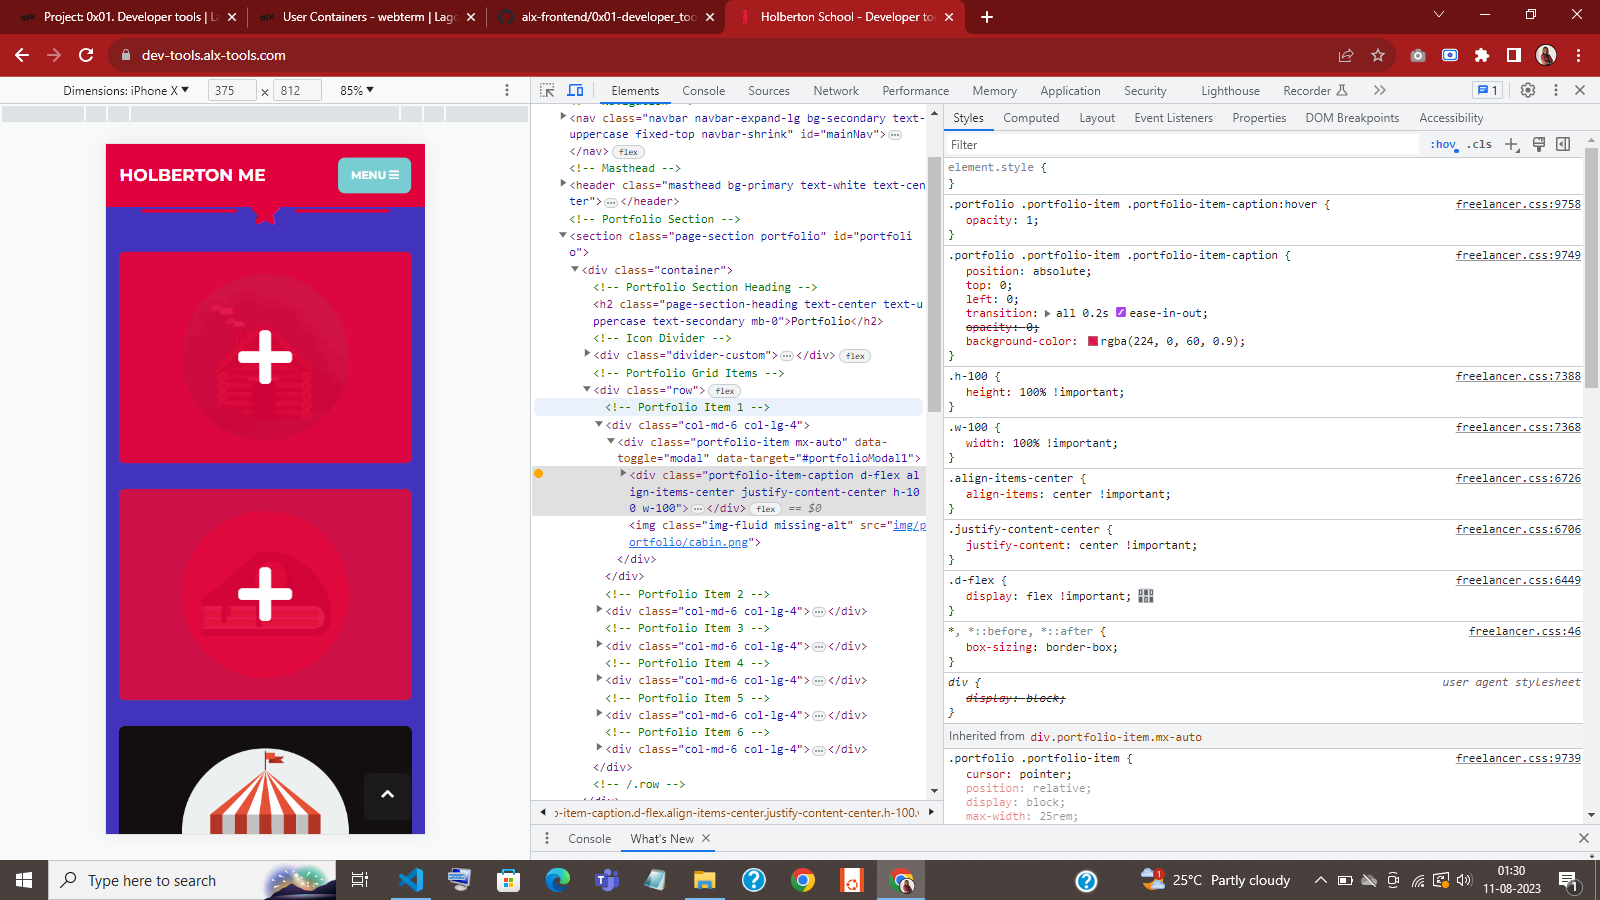 Project: 0x01. Developer tools | La
User Containers - webterm | Lago
alx-frontend/0x01-developer_too
Holberton School - Developer to
dev-tools.alx-tools.com
Dimensions: iPhone X ▼ 375 × 812 85% ▼
HOLBERTON ME
MENU
Elements Console Sources Network Performance Memory Application Security Lighthouse Recorder 1
<nav class="navbar navbar-expand-lg bg-secondary text-
uppercase fixed-top navbar-shrink" id="mainNav">
</nav> flex
<!-- Masthead -->
<header class="masthead bg-primary text-white text-cen
ter"> </header>
<!-- Portfolio Section -->
<section class="page-section portfolio" id="portfoli
o">
<div class="container">
<!-- Portfolio Section Heading -->
<h2 class="page-section-heading text-center text-u
ppercase text-secondary mb-0">Portfolio</h2>
<!-- Icon Divider -->
<div class="divider-custom"> </div> flex
<!-- Portfolio Grid Items -->
<div class="row"> flex
<!-- Portfolio Item 1 -->
<div class="col-md-6 col-lg-4">
<div class="portfolio-item mx-auto" data-
toggle="modal" data-target="#portfolioModal1">
<div class="portfolio-item-caption d-flex al
ign-items-center justify-content-center h-10
0 w-100"> </div> flex == $0
<img class="img-fluid missing-alt" src="img/p
ortfolio/cabin.png">
</div>
</div>
<!-- Portfolio Item 2 -->
<div class="col-md-6 col-lg-4"> </div>
<!-- Portfolio Item 3 -->
<div class="col-md-6 col-lg-4"> </div>
<!-- Portfolio Item 4 -->
<div class="col-md-6 col-lg-4"> </div>
<!-- Portfolio Item 5 -->
<div class="col-md-6 col-lg-4"> </div>
<!-- Portfolio Item 6 -->
<div class="col-md-6 col-lg-4"> </div>
</div>
<!-- /.row -->
-item-caption.d-flex.align-items-center.justify-content-center.h-100.
Styles Computed Layout Event Listeners Properties DOM Breakpoints Accessibility
Filter :hov .cls
element.style {
}
.portfolio .portfolio-item .portfolio-item-caption:hover { freelancer.css:9758
opacity: 1;
}
.portfolio .portfolio-item .portfolio-item-caption { freelancer.css:9749
position: absolute;
top: 0;
left: 0;
transition: all 0.2s ease-in-out;
opacity: 0;
background-color: rgba(224, 0, 60, 0.9);
}
.h-100 { freelancer.css:7388
height: 100% !important;
}
.w-100 { freelancer.css:7368
width: 100% !important;
}
.align-items-center { freelancer.css:6726
align-items: center !important;
}
.justify-content-center { freelancer.css:6706
justify-content: center !important;
}
.d-flex { freelancer.css:6449
display: flex !important;
}
*, *::before, *::after { freelancer.css:46
box-sizing: border-box;
}
div { user agent stylesheet
display: block;
}
Inherited from div.portfolio-item.mx-auto
.portfolio .portfolio-item { freelancer.css:9739
cursor: pointer;
position: relative;
display: block;
max-width: 25rem;
Console What's New
Type here to search
25°C Partly cloudy
01:30
11-08-2023
1